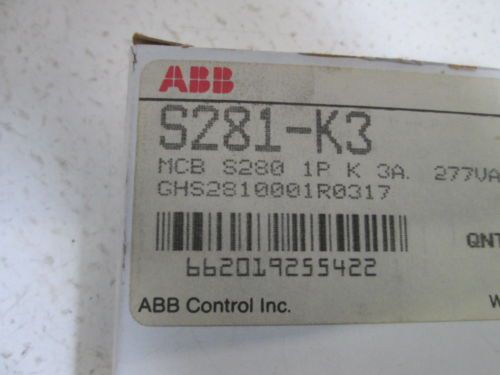 ABB
S281-K3
MCB S280 1P K 3A. 277VA
GHS2810001R0317
QNT
662019255422
ABB Control Inc.
W